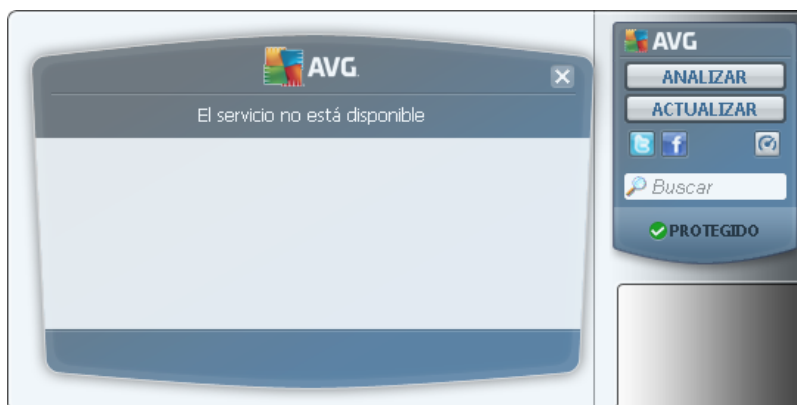 AVG
El servicio no está disponible
AVG
ANALIZAR
ACTUALIZAR
Buscar
PROTEGIDO